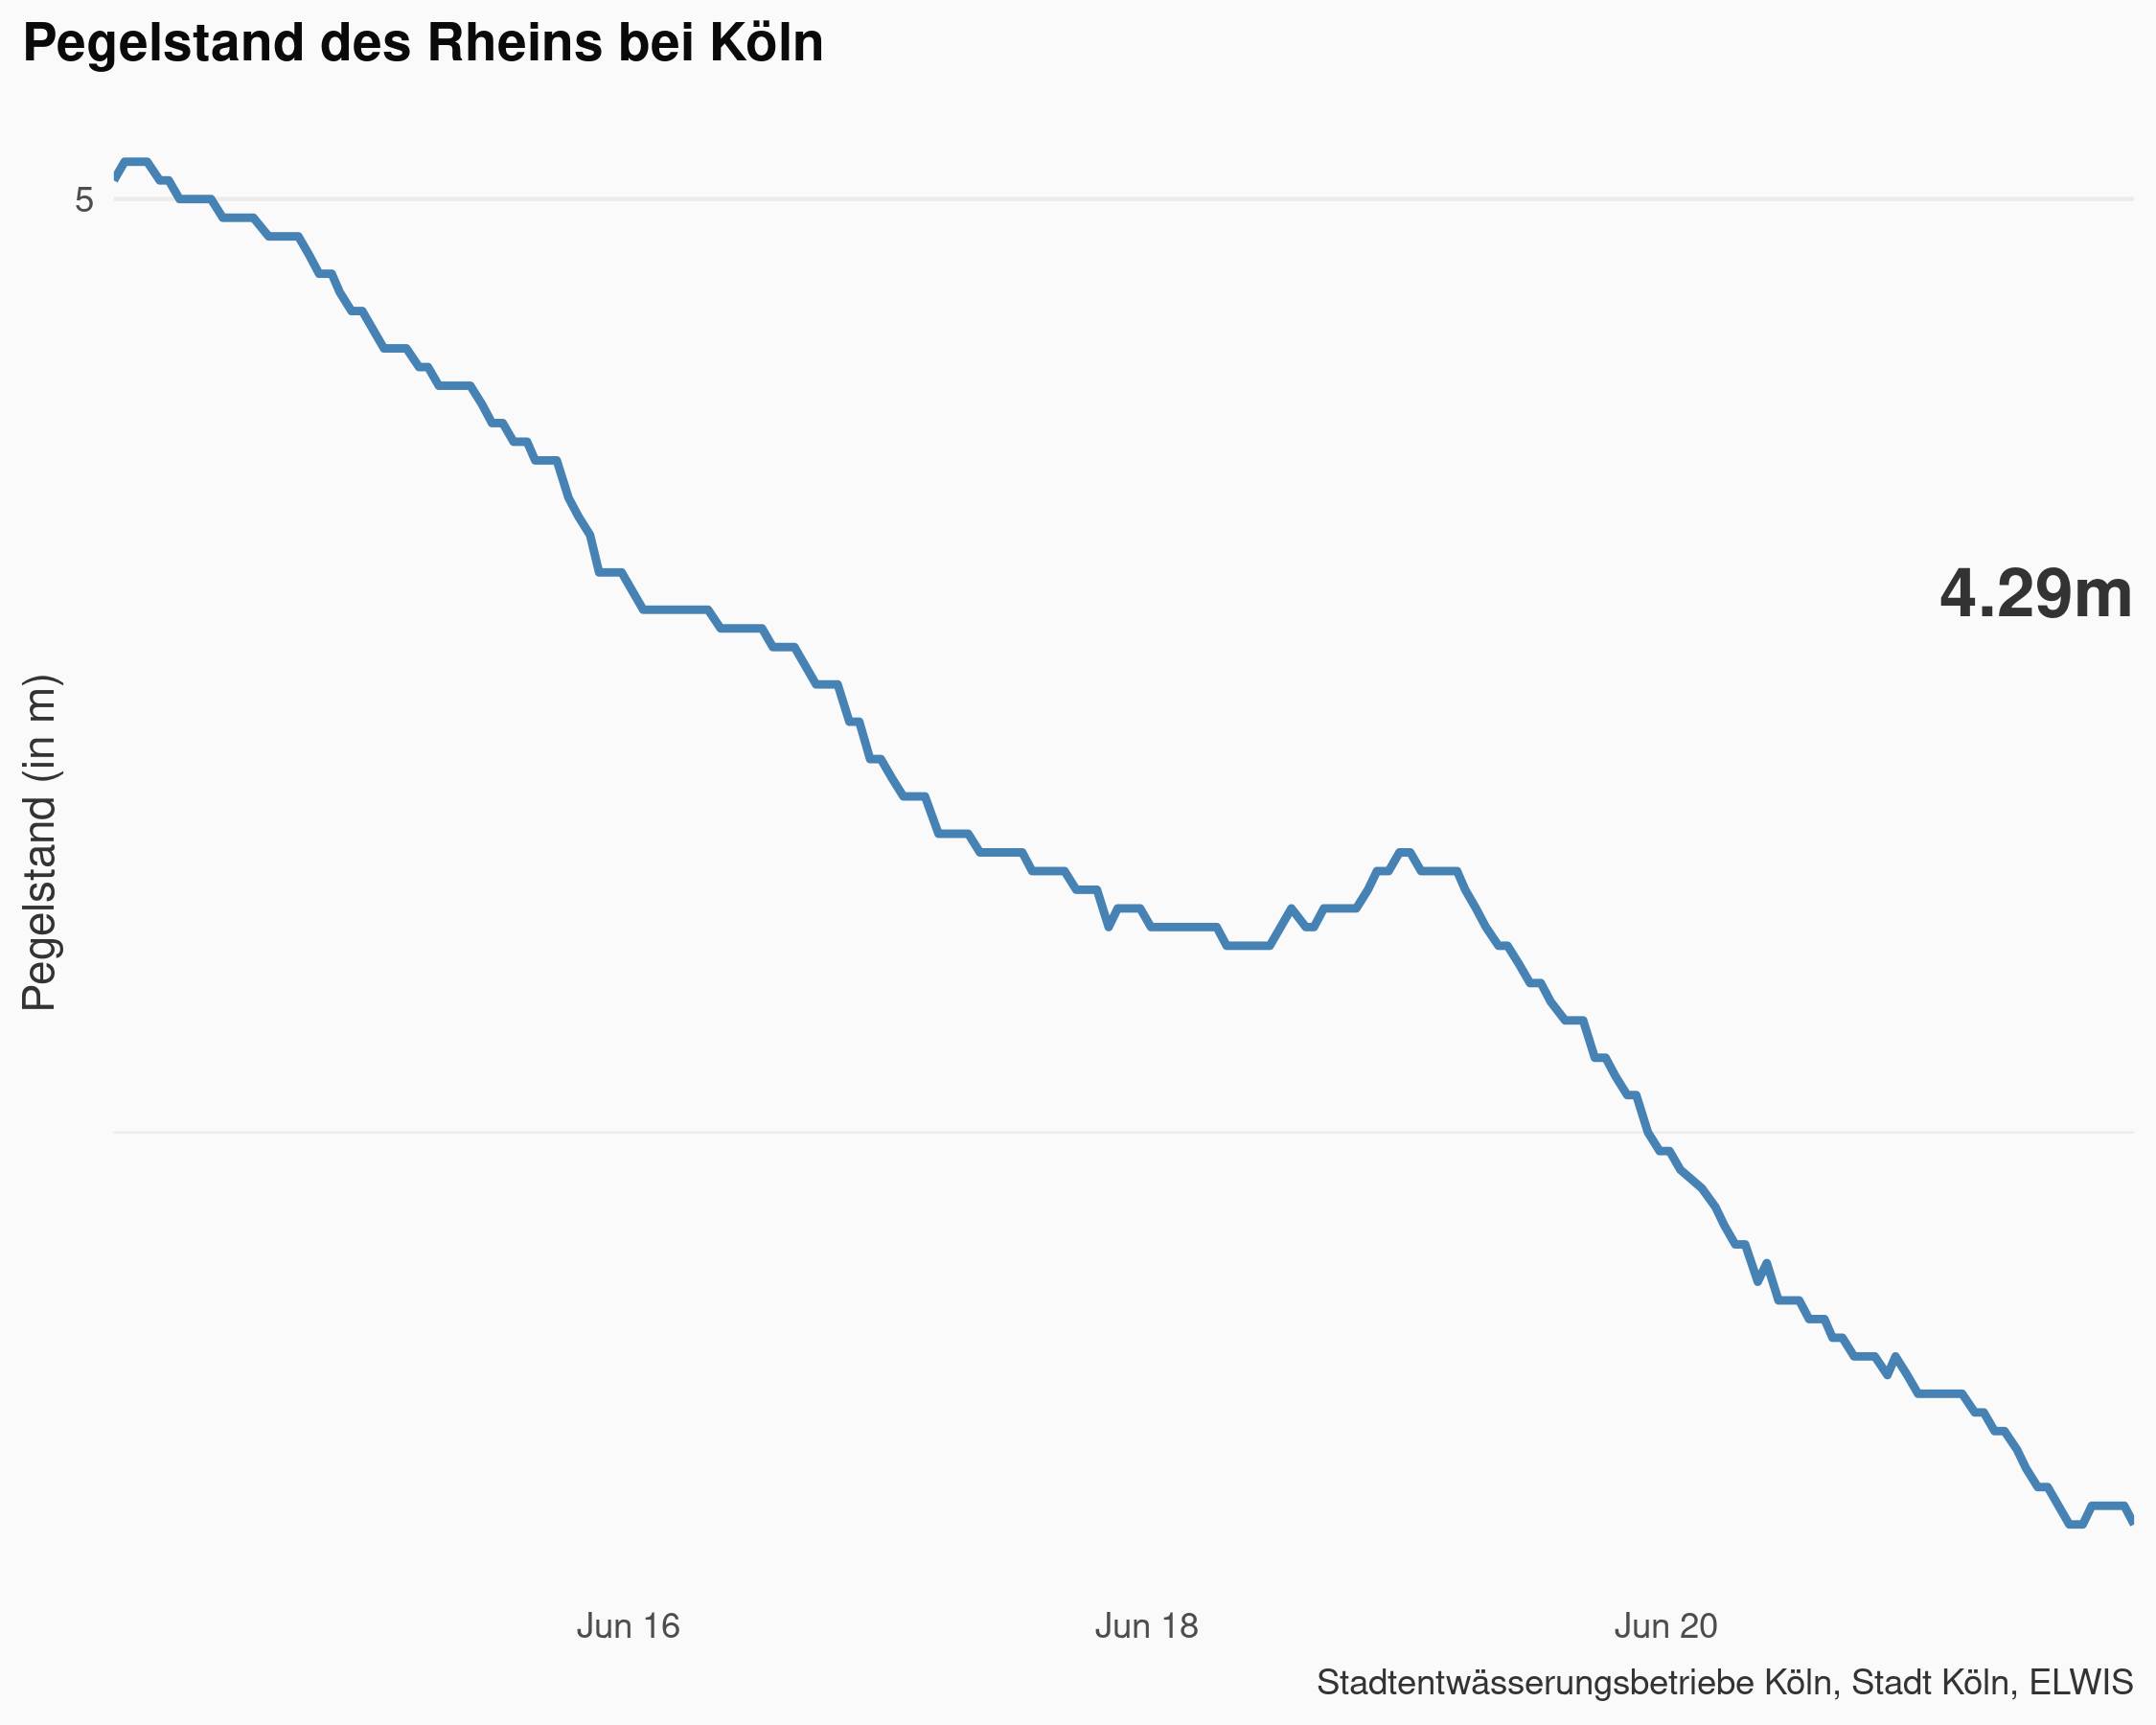 Pegelstand des Rheins bei Köln
5
4.29m
Pegelstand (in m)
Jun 16
Jun 18
Jun 20
Stadtentwässerungsbetriebe Köln, Stadt Köln, ELWIS